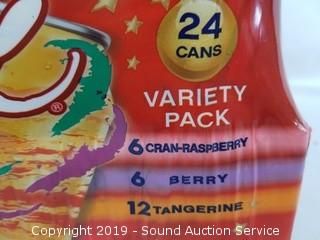 24
CANS
®
VARIETY
PACK
6 CRAN-RASPBERRY
6 BERRY
12 TANGERINE
Copyright 2019 - Sound Auction Service